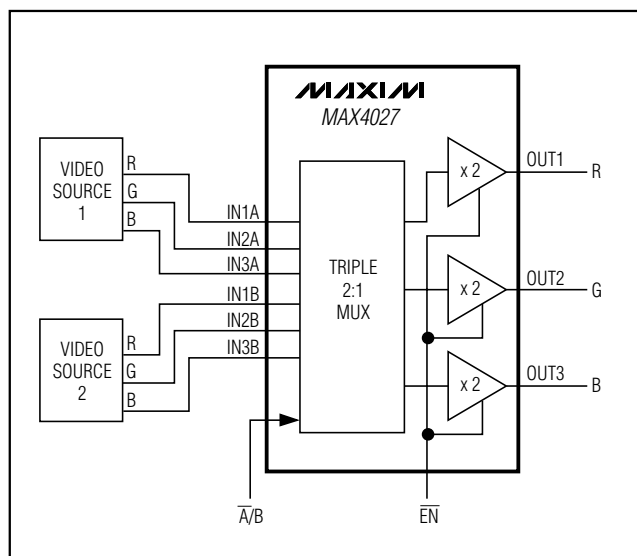 MAXIM
MAX4027
VIDEO
SOURCE
1
R
G
B
IN1A
IN2A
IN3A
VIDEO
SOURCE
2
R
G
B
IN1B
IN2B
IN3B
TRIPLE
2:1
MUX
x 2
OUT1
R
x 2
OUT2
G
x 2
OUT3
B
A̅/B
E̅N̅